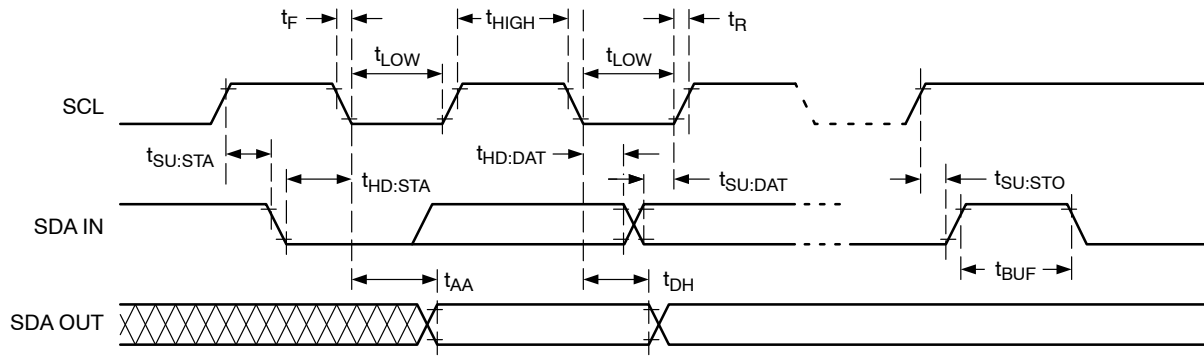 tF
tHIGH
tR
tLOW
tLOW
SCL
tSU:STA
tHD:STA
tHD:DAT
tSU:DAT
tSU:STO
SDA IN
tAA
tDH
tBUF
SDA OUT